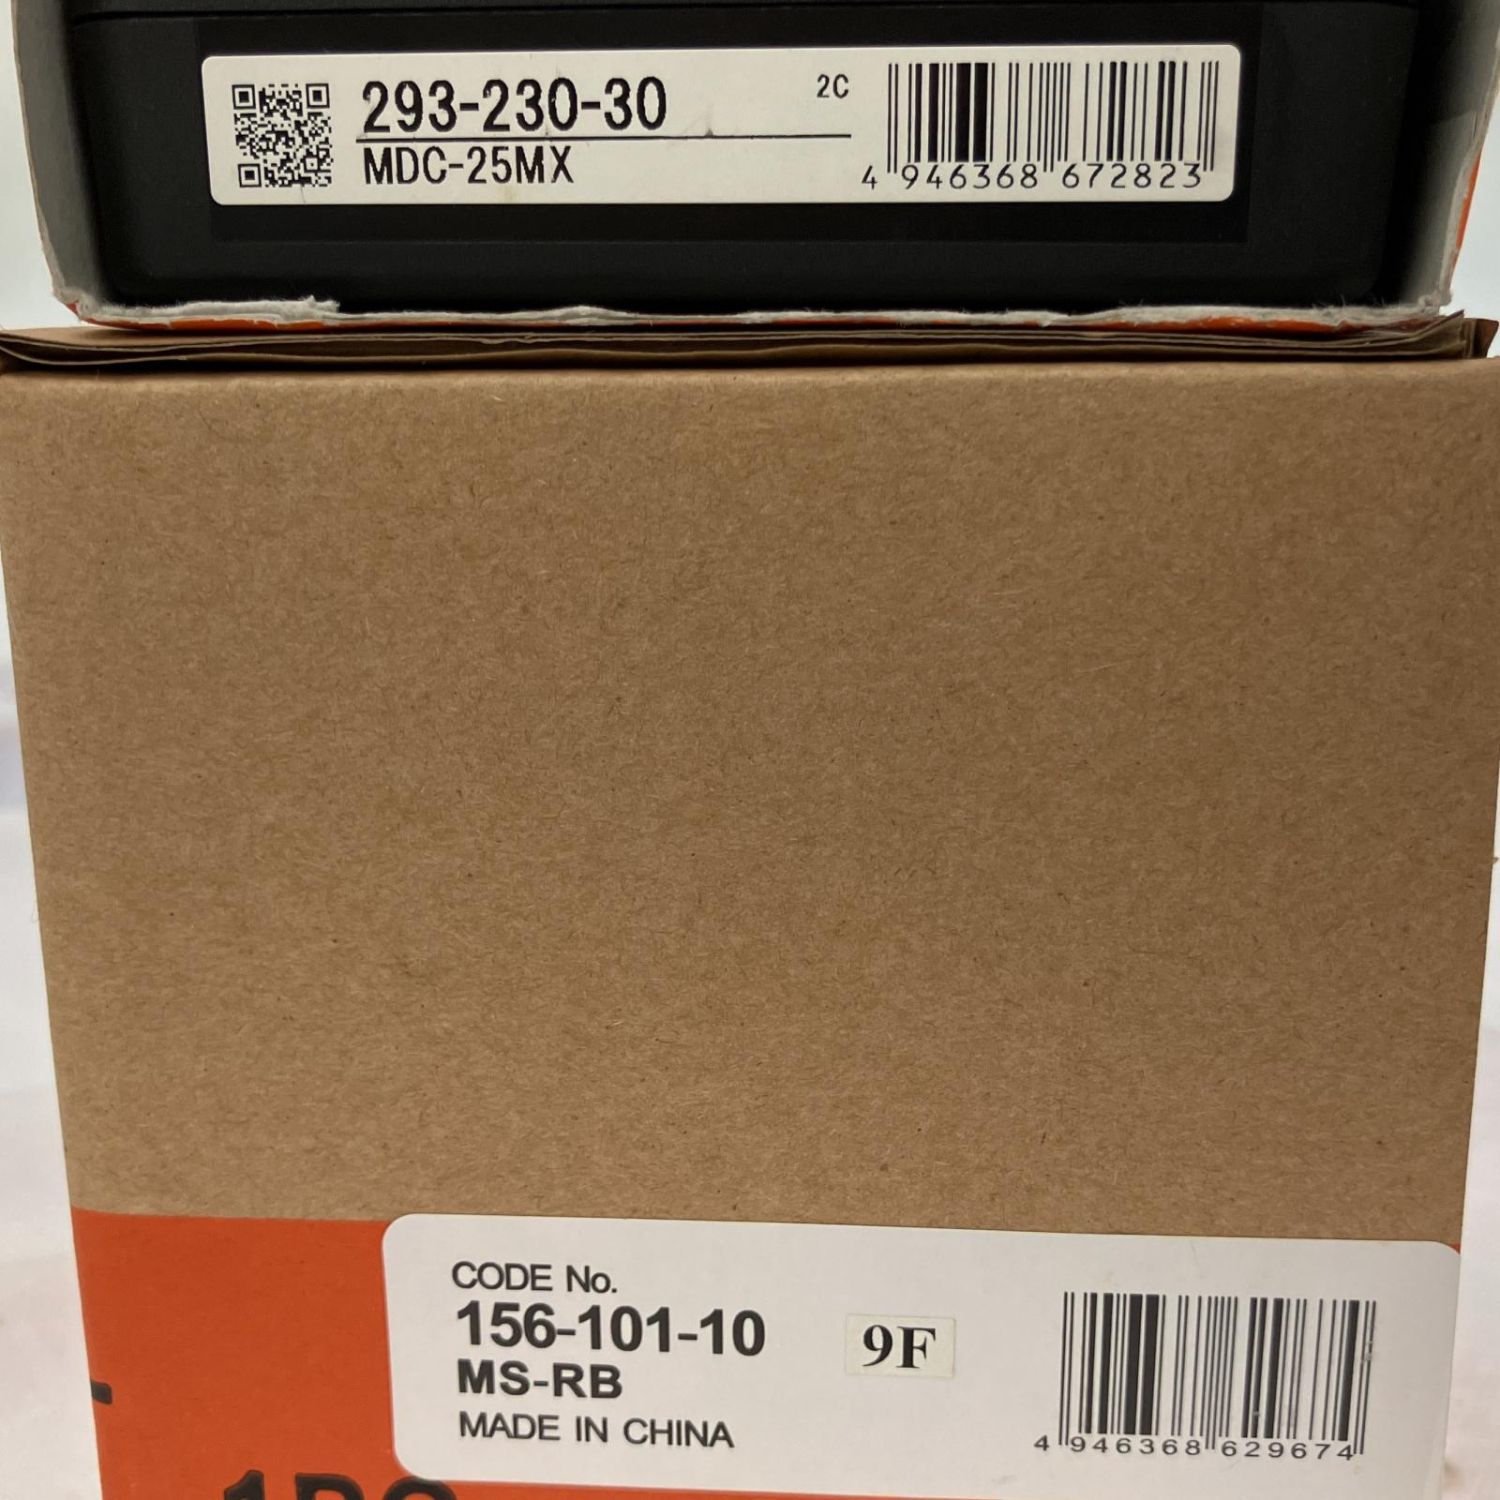 293-230-30
2C
MDC-25MX
4 946368 672823
CODE No.
156-101-10
MS-RB
MADE IN CHINA
9F
4 946368 629674